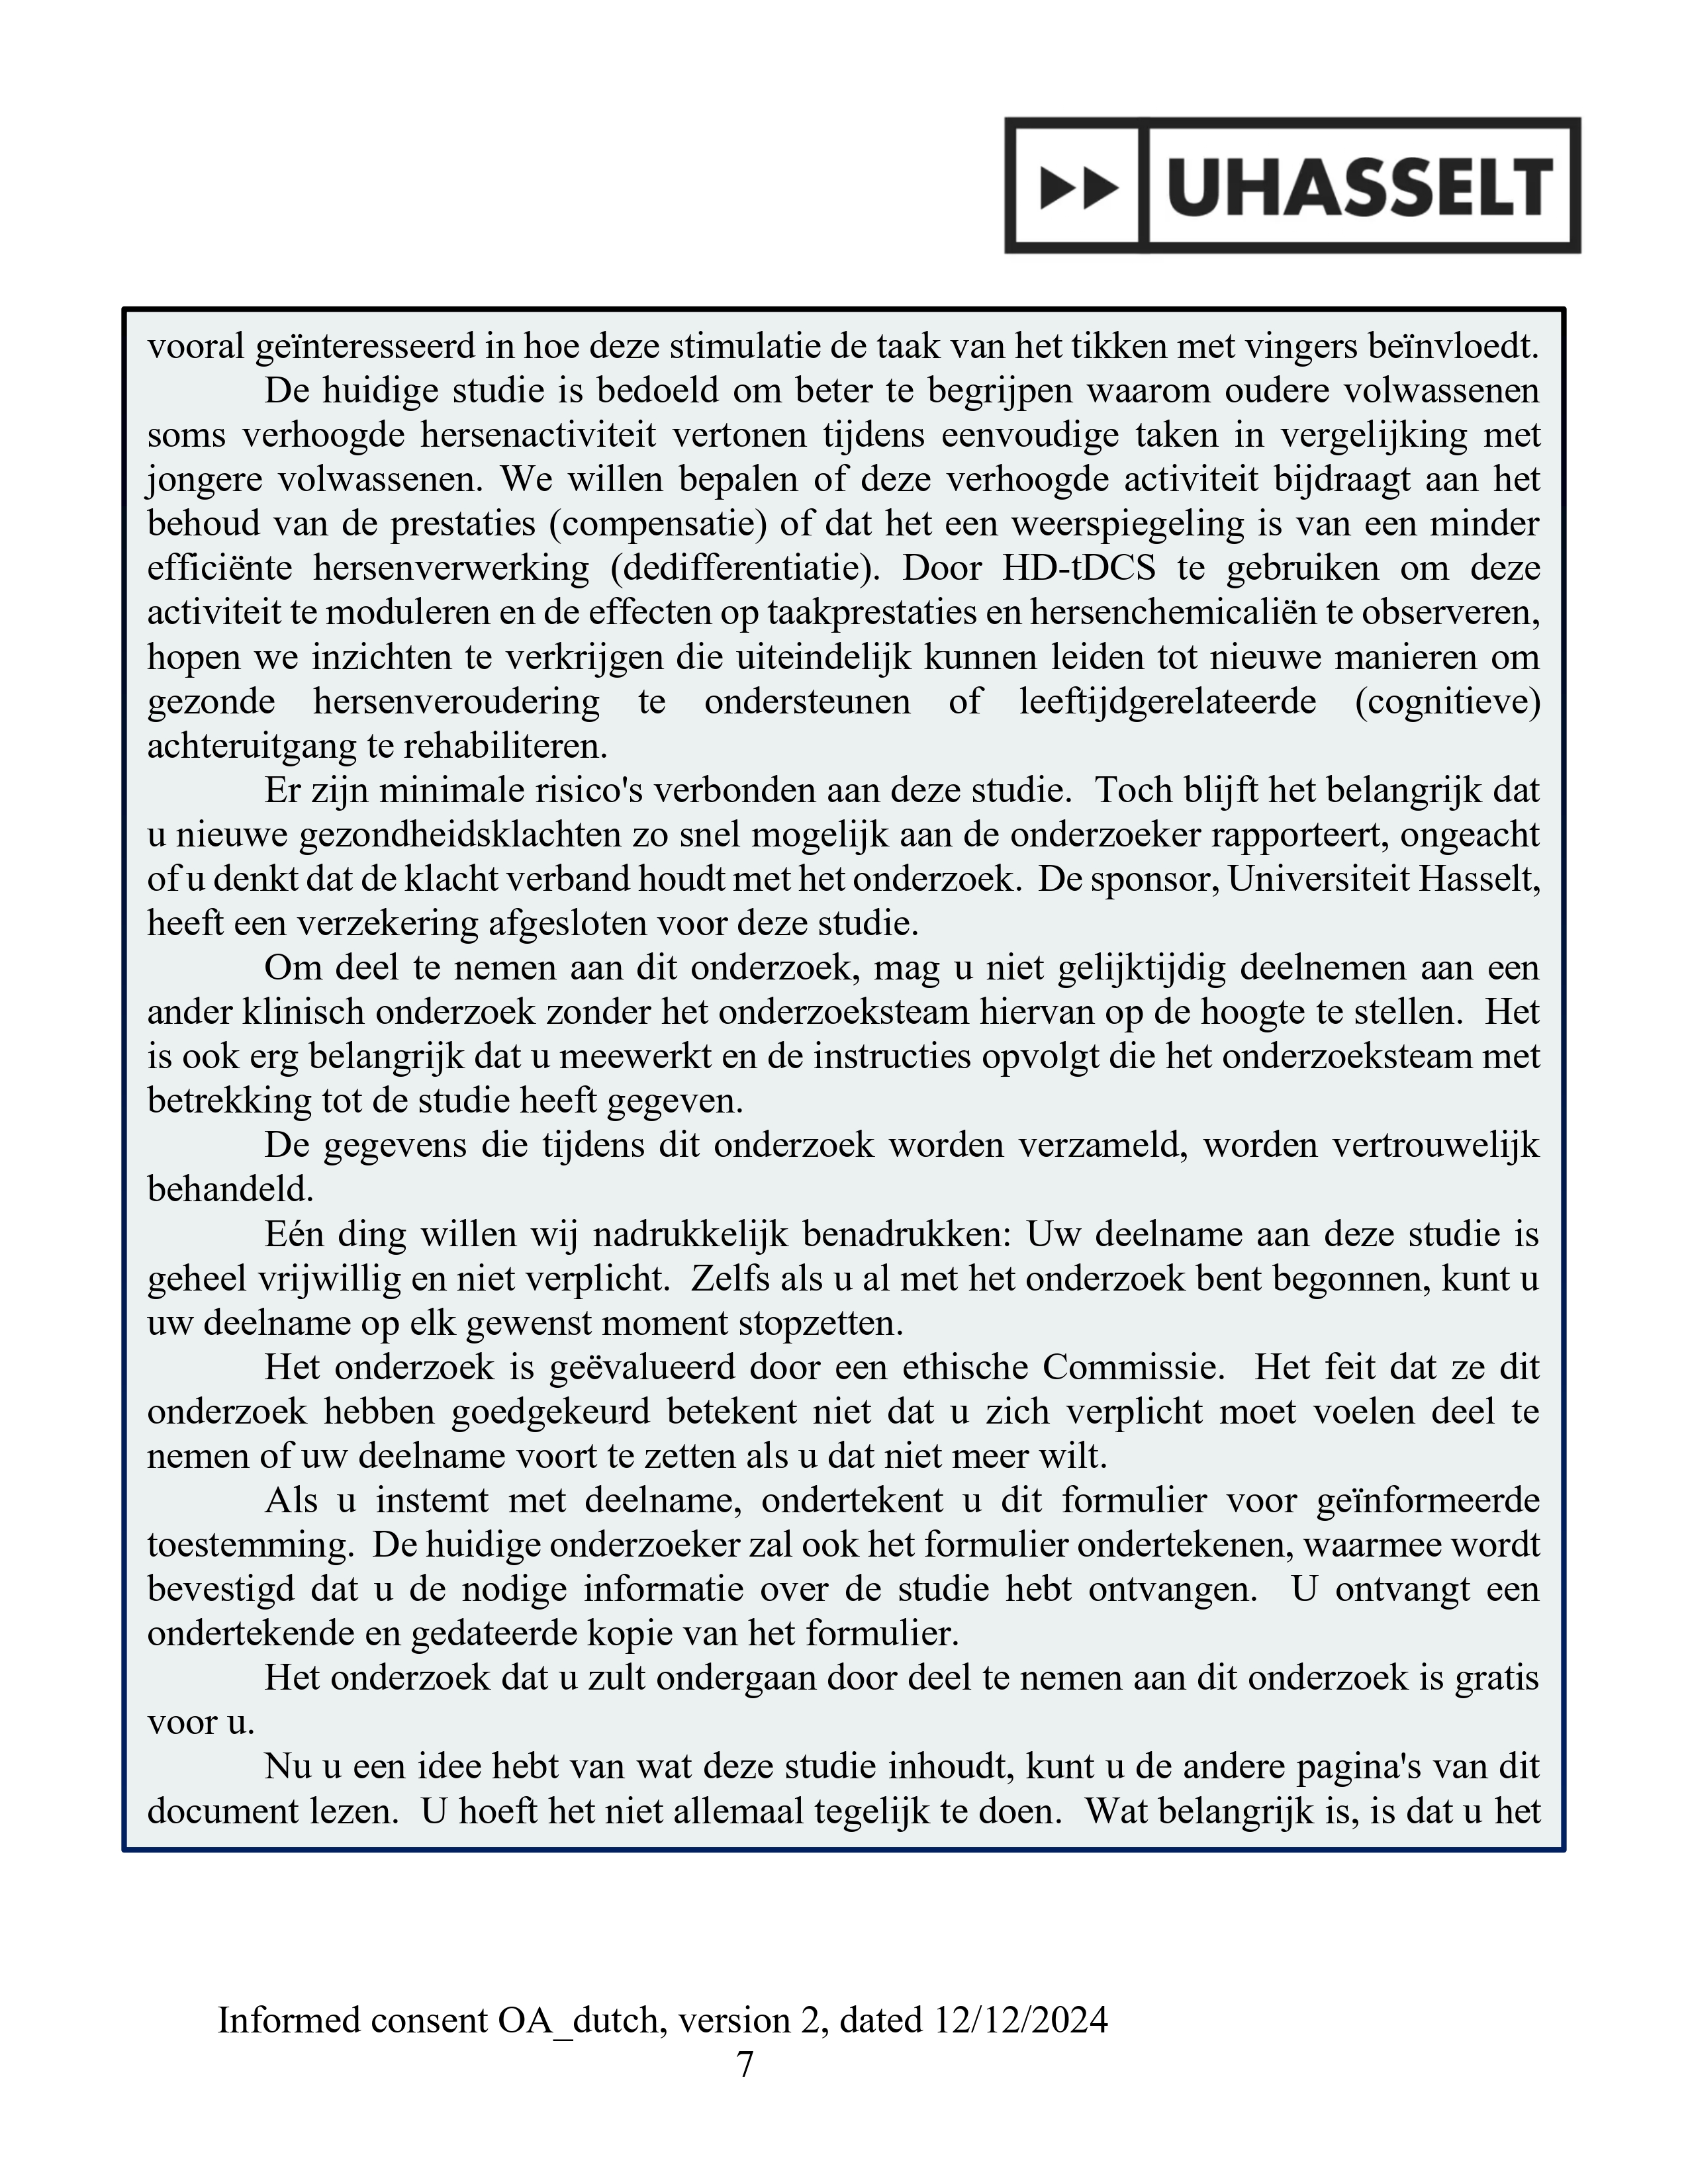 UHASSELT
vooral geïnteresseerd in hoe deze stimulatie de taak van het tikken met vingers beïnvloedt.
De huidige studie is bedoeld om beter te begrijpen waarom oudere volwassenen
soms verhoogde hersenactiviteit vertonen tijdens eenvoudige taken in vergelijking met
jongere volwassenen. We willen bepalen of deze verhoogde activiteit bijdraagt aan het
behoud van de prestaties (compensatie) of dat het een weerspiegeling is van een minder
efficiënte hersenverwerking (dedifferentiatie). Door HD-tDCS te gebruiken om deze
activiteit te moduleren en de effecten op taakprestaties en hersenchemicaliën te observeren,
hopen we inzichten te verkrijgen die uiteindelijk kunnen leiden tot nieuwe manieren om
gezonde hersenveroudering te ondersteunen of leeftijdgerelateerde (cognitieve)
achteruitgang te rehabiliteren.
Er zijn minimale risico's verbonden aan deze studie.  Toch blijft het belangrijk dat
u nieuwe gezondheidsklachten zo snel mogelijk aan de onderzoeker rapporteert, ongeacht
of u denkt dat de klacht verband houdt met het onderzoek.  De sponsor, Universiteit Hasselt,
heeft een verzekering afgesloten voor deze studie.
Om deel te nemen aan dit onderzoek, mag u niet gelijktijdig deelnemen aan een
ander klinisch onderzoek zonder het onderzoeksteam hiervan op de hoogte te stellen.  Het
is ook erg belangrijk dat u meewerkt en de instructies opvolgt die het onderzoeksteam met
betrekking tot de studie heeft gegeven.
De gegevens die tijdens dit onderzoek worden verzameld, worden vertrouwelijk
behandeld.
Eén ding willen wij nadrukkelijk benadrukken: Uw deelname aan deze studie is
geheel vrijwillig en niet verplicht.  Zelfs als u al met het onderzoek bent begonnen, kunt u
uw deelname op elk gewenst moment stopzetten.
Het onderzoek is geëvalueerd door een ethische Commissie.  Het feit dat ze dit
onderzoek hebben goedgekeurd betekent niet dat u zich verplicht moet voelen deel te
nemen of uw deelname voort te zetten als u dat niet meer wilt.
Als u instemt met deelname, ondertekent u dit formulier voor geïnformeerde
toestemming.  De huidige onderzoeker zal ook het formulier ondertekenen, waarmee wordt
bevestigd dat u de nodige informatie over de studie hebt ontvangen.  U ontvangt een
ondertekende en gedateerde kopie van het formulier.
Het onderzoek dat u zult ondergaan door deel te nemen aan dit onderzoek is gratis
voor u.
Nu u een idee hebt van wat deze studie inhoudt, kunt u de andere pagina's van dit
document lezen.  U hoeft het niet allemaal tegelijk te doen.  Wat belangrijk is, is dat u het
Informed consent OA_dutch, version 2, dated 12/12/2024
7